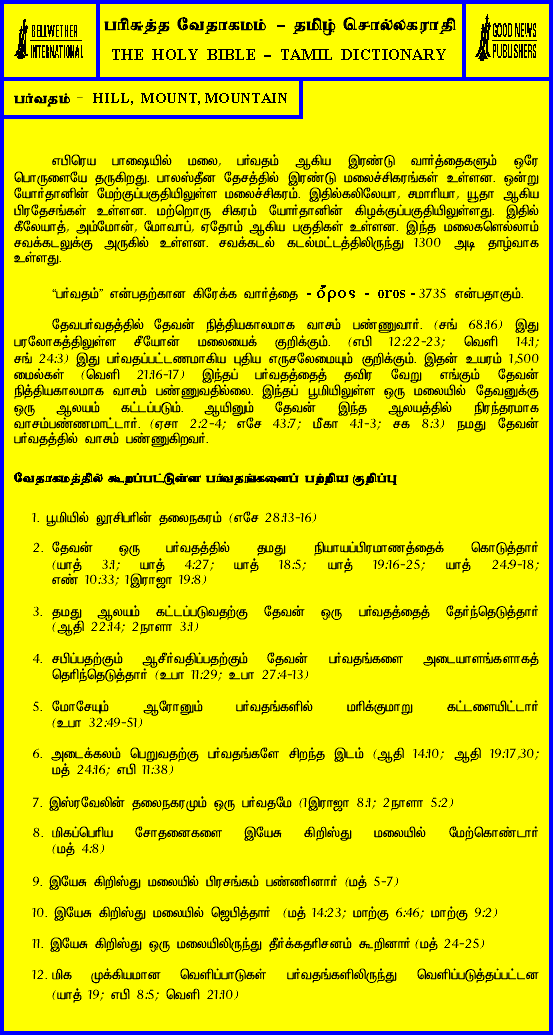 BELLWETHER
INTERNATIONAL
பரிசுத்த வேதாகமம் – தமிழ் சொல்லகராதி
THE HOLY BIBLE – TAMIL DICTIONARY
GOOD NEWS
PUBLISHERS
பர்வதம் – HILL, MOUNT, MOUNTAIN
எபிரெய பாஷையில் மலை, பர்வதம் ஆகிய இரண்டு வார்த்தைகளும் ஒரே
பொருளையே தருகிறது. பாலஸ்தீன தேசத்தில் இரண்டு மலைச்சிகரங்கள் உள்ளன. ஒன்று
யோர்தானின் மேற்குப்பகுதியிலுள்ள மலைச்சிகரம். இதில்கலிலேயா, சமாரியா, யூதா ஆகிய
பிரதேசங்கள் உள்ளன. மற்றொரு சிகரம் யோர்தானின் கிழக்குப்பகுதியிலுள்ளது. இதில்
கீலேயாத், அம்மோன், மோவாப், ஏதோம் ஆகிய பகுதிகள் உள்ளன. இந்த மலைகளெல்லாம்
சவக்கடலுக்கு அருகில் உள்ளன. சவக்கடல் கடல்மட்டத்திலிருந்து 1300 அடி தாழ்வாக
உள்ளது.
“பர்வதம்” என்பதற்கான கிரேக்க வார்த்தை - ὄρος - oros - 3735 என்பதாகும்.
தேவபர்வதத்தில் தேவன் நித்தியகாலமாக வாசம் பண்ணுவார். (சங் 68:16) இது
பரலோகத்திலுள்ள சீயோன் மலையைக் குறிக்கும். (எபி 12:22-23; வெளி 14:1;
சங் 24:3) இது பர்வதப்பட்டணமாகிய புதிய எருசலேமையும் குறிக்கும். இதன் உயரம் 1,500
மைல்கள் (வெளி 21:16-17) இந்தப் பர்வதத்தைத் தவிர வேறு எங்கும் தேவன்
நித்தியகாலமாக வாசம் பண்ணுவதில்லை. இந்தப் பூமியிலுள்ள ஒரு மலையில் தேவனுக்கு
ஒரு ஆலயம் கட்டப்படும். ஆயினும் தேவன் இந்த ஆலயத்தில் நிரந்தரமாக
வாசம்பண்ணமாட்டார். (ஏசா 2:2-4; எசே 43:7; மீகா 4:1-3; சக 8:3) நமது தேவன்
பர்வதத்தில் வாசம் பண்ணுகிறவர்.
வேதாகமத்தில் கூறப்பட்டுள்ள பர்வதங்களைப் பற்றிய குறிப்பு
1. பூமியில் லூசிபரின் தலைநகரம் (எசே 28:13-16)
2. தேவன் ஒரு பர்வதத்தில் தமது நியாயப்பிரமாணத்தைக் கொடுத்தார்
(யாத் 3:1; யாத் 4:27; யாத் 18:5; யாத் 19:16-25; யாத் 24:9-18;
எண் 10:33; 1இராஜா 19:8)
3. தமது ஆலயம் கட்டப்படுவதற்கு தேவன் ஒரு பர்வதத்தைத் தேர்ந்தெடுத்தார்
(ஆதி 22:14; 2நாளா 3:1)
4. சபிப்பதற்கும் ஆசீர்வதிப்பதற்கும் தேவன் பர்வதங்களை அடையாளங்களாகத்
தெரிந்தெடுத்தார் (உபா 11:29; உபா 27:4-13)
5. மோசேயும் ஆரோனும் பர்வதங்களில் மரிக்குமாறு கட்டளையிட்டார்
(உபா 32:49-51)
6. அடைக்கலம் பெறுவதற்கு பர்வதங்களே சிறந்த இடம் (ஆதி 14:10; ஆதி 19:17,30;
மத் 24:16; எபி 11:38)
7. இஸ்ரவேலின் தலைநகரமும் ஒரு பர்வதமே (1இராஜா 8:1; 2நாளா 5:2)
8. மிகப்பெரிய சோதனைகளை இயேசு கிறிஸ்து மலையில் மேற்கொண்டார்
(மத் 4:8)
9. இயேசு கிறிஸ்து மலையில் பிரசங்கம் பண்ணினார் (மத் 5-7)
10. இயேசு கிறிஸ்து மலையில் ஜெபித்தார் (மத் 14:23; மாற்கு 6:46; மாற்கு 9:2)
11. இயேசு கிறிஸ்து ஒரு மலையிலிருந்து தீர்க்கதரிசனம் கூறினார் (மத் 24-25)
12. மிக முக்கியமான வெளிப்பாடுகள் பர்வதங்களிலிருந்து வெளிப்படுத்தப்பட்டன
(யாத் 19; எபி 8:5; வெளி 21:10)